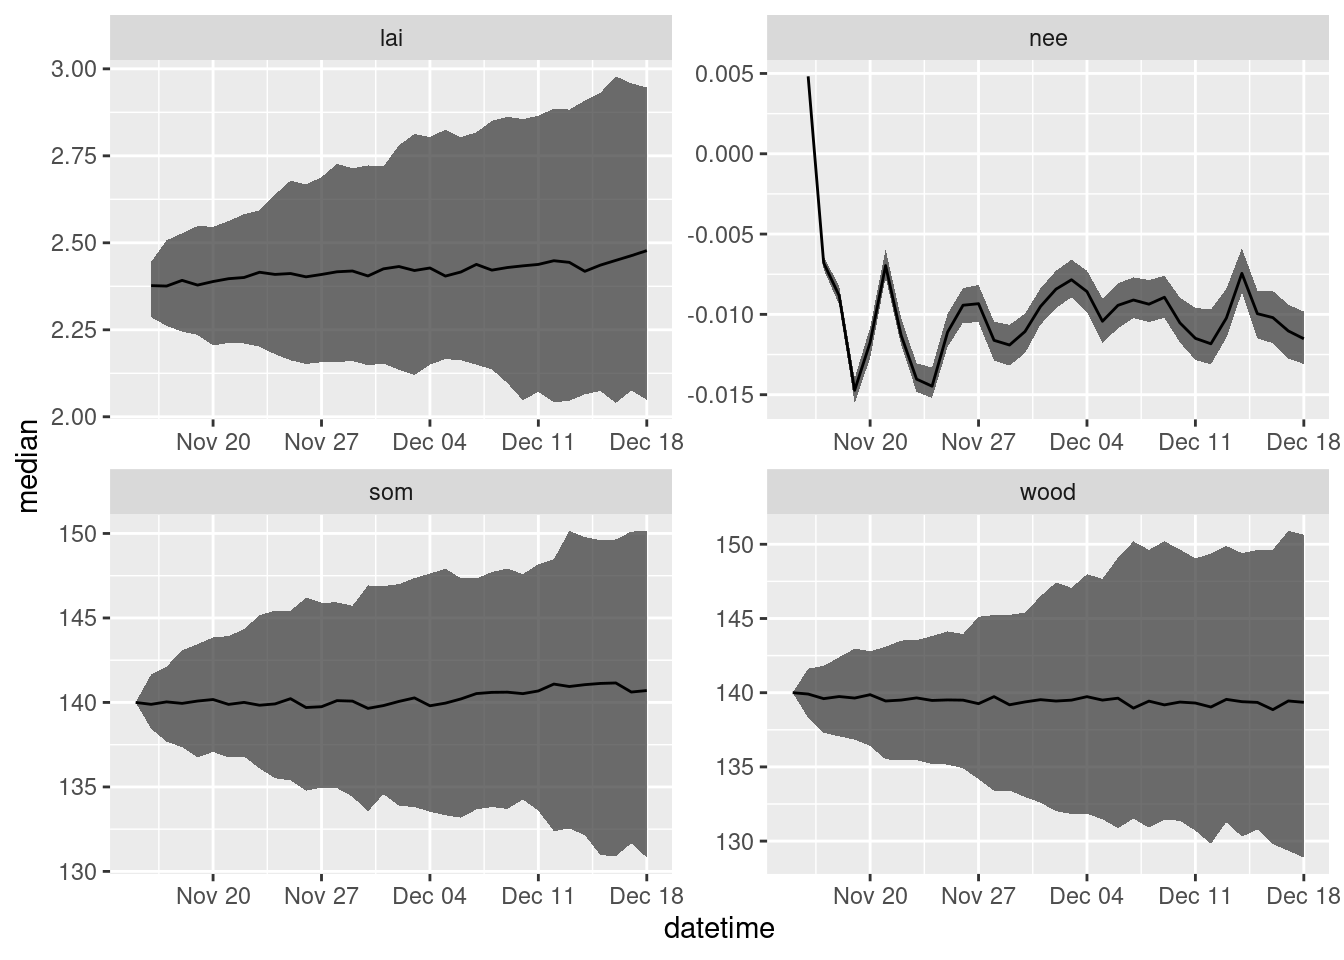 lai
nee
3.00
2.75
2.50
2.25
2.00
0.005
0.000
-0.005
-0.010
-0.015
Nov 20 Nov 27 Dec 04 Dec 11 Dec 18
Nov 20 Nov 27 Dec 04 Dec 11 Dec 18
median
som
wood
150
145
140
135
130
150
145
140
135
130
Nov 20 Nov 27 Dec 04 Dec 11 Dec 18
Nov 20 Nov 27 Dec 04 Dec 11 Dec 18
datetime